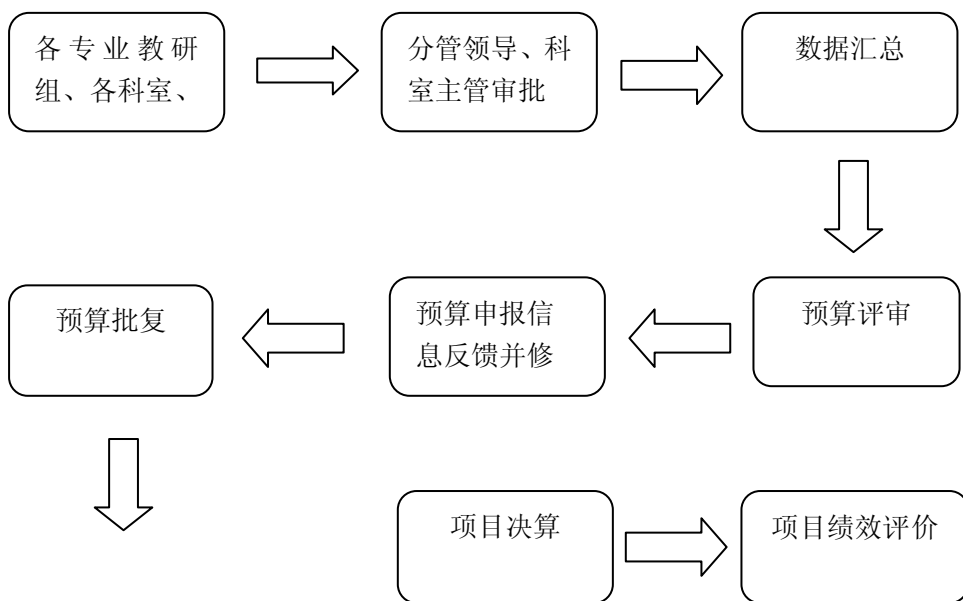 各专业教研
组、各科室、
分管领导、科
室主管审批
数据汇总
预算评审
预算申报信
息反馈并修
预算批复
项目决算
项目绩效评价